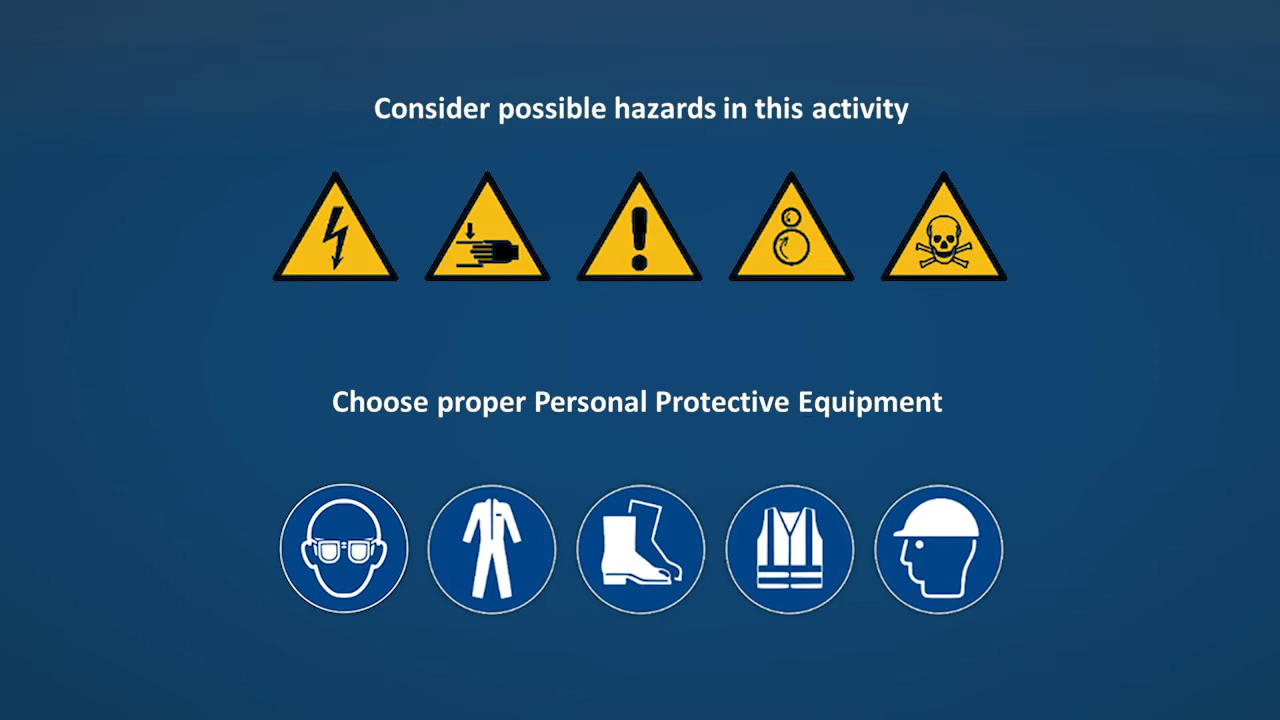 Consider possible hazards in this activity
Choose proper Personal Protective Equipment